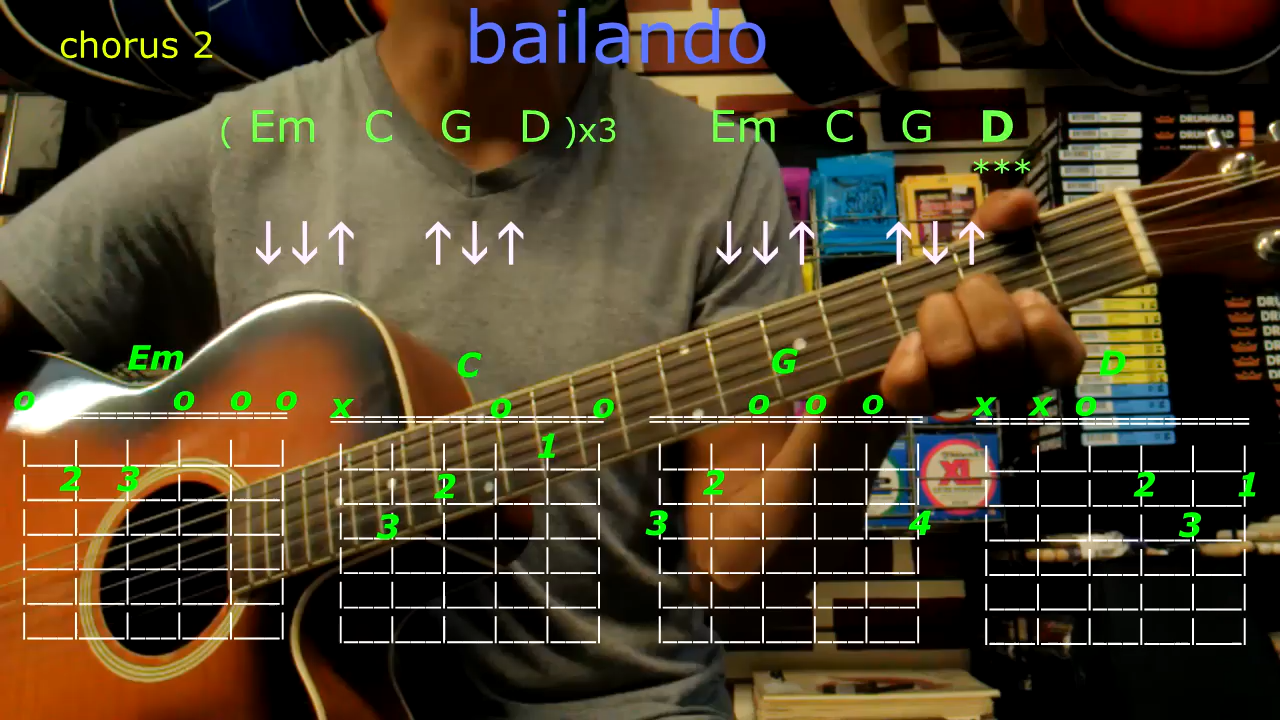 bailando
chorus 2
( Em C G D )x3 Em C G D
***
↓↓↑ ↑↓↑ ↓↓↑ ↑↓↑
Em C G D
o o o o x o o o o o x x o
1
2 3 2 2 2 1
3 3 4 3
DRUMHEAD
XL